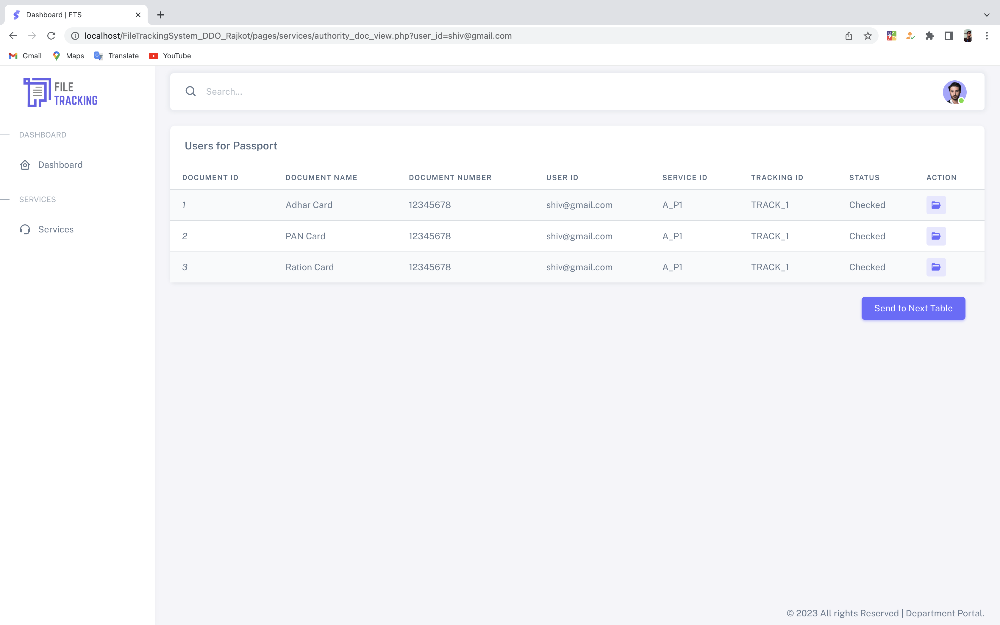 Dashboard | FTS
localhost/FileTrackingSystem_DDO_Rajkot/pages/services/authority_doc_view.php?user_id=shiv@gmail.com
Gmail Maps Translate YouTube
FILE
TRACKING
Search...
DASHBOARD
Dashboard
SERVICES
Services
Users for Passport
DOCUMENT ID DOCUMENT NAME DOCUMENT NUMBER USER ID SERVICE ID TRACKING ID STATUS ACTION
1 Adhar Card 12345678 shiv@gmail.com A_P1 TRACK_1 Checked
2 PAN Card 12345678 shiv@gmail.com A_P1 TRACK_1 Checked
3 Ration Card 12345678 shiv@gmail.com A_P1 TRACK_1 Checked
Send to Next Table
© 2023 All rights Reserved | Department Portal.